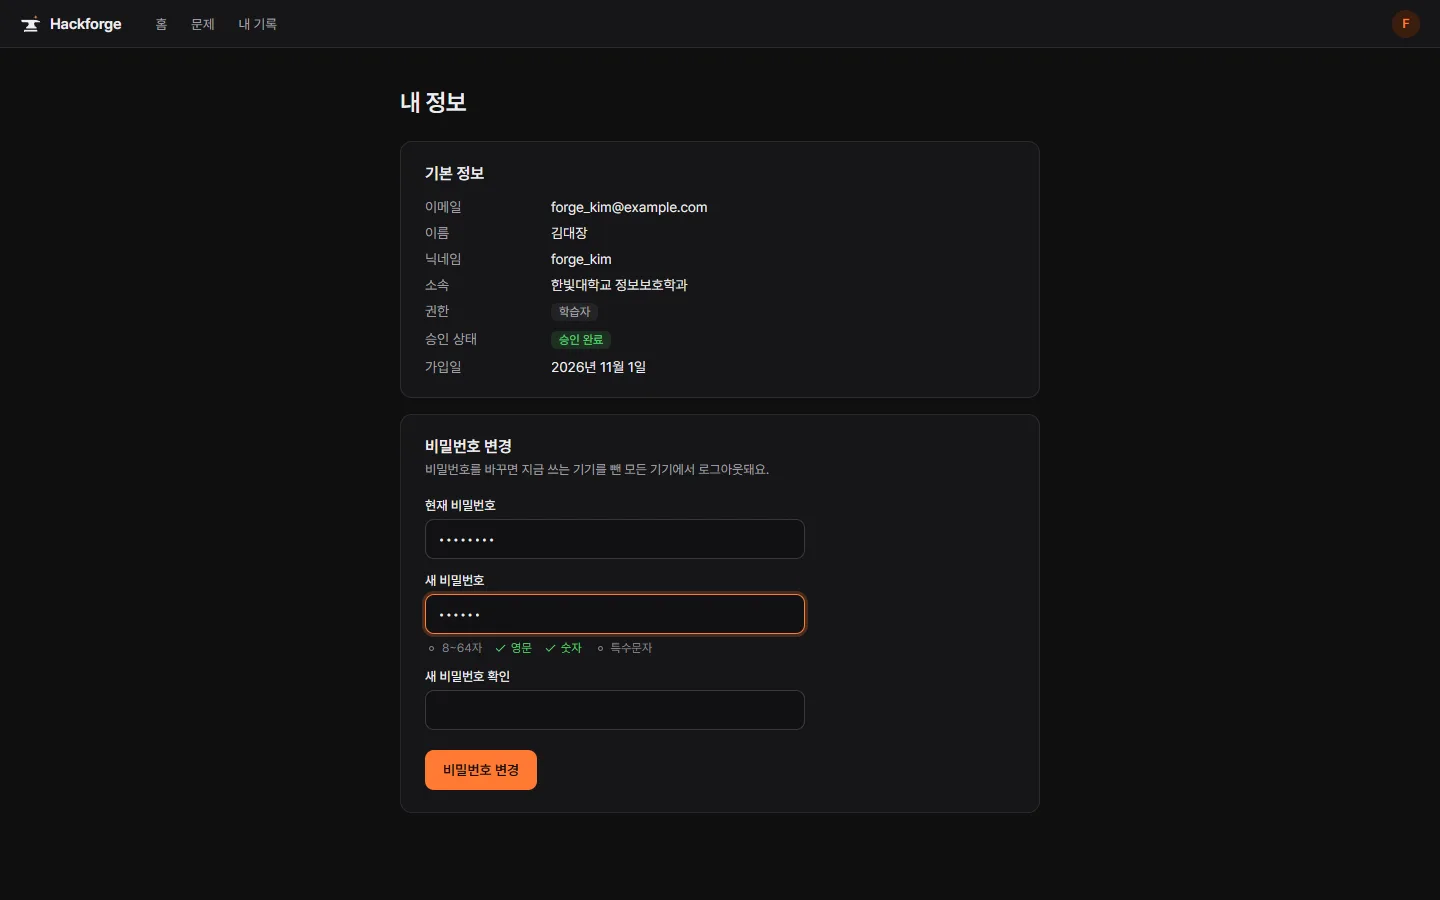 Hackforge 홈 문제 내 기록 F
내 정보
기본 정보
이메일 forge_kim@example.com
이름 김대장
닉네임 forge_kim
소속 한빛대학교 정보보호학과
권한 학습자
승인 상태 승인 완료
가입일 2026년 11월 1일
비밀번호 변경
비밀번호를 바꾸면 지금 쓰는 기기를 뺀 모든 기기에서 로그아웃돼요.
현재 비밀번호
••••••••
새 비밀번호
••••••
8~64자 영문 숫자 특수문자
새 비밀번호 확인
비밀번호 변경